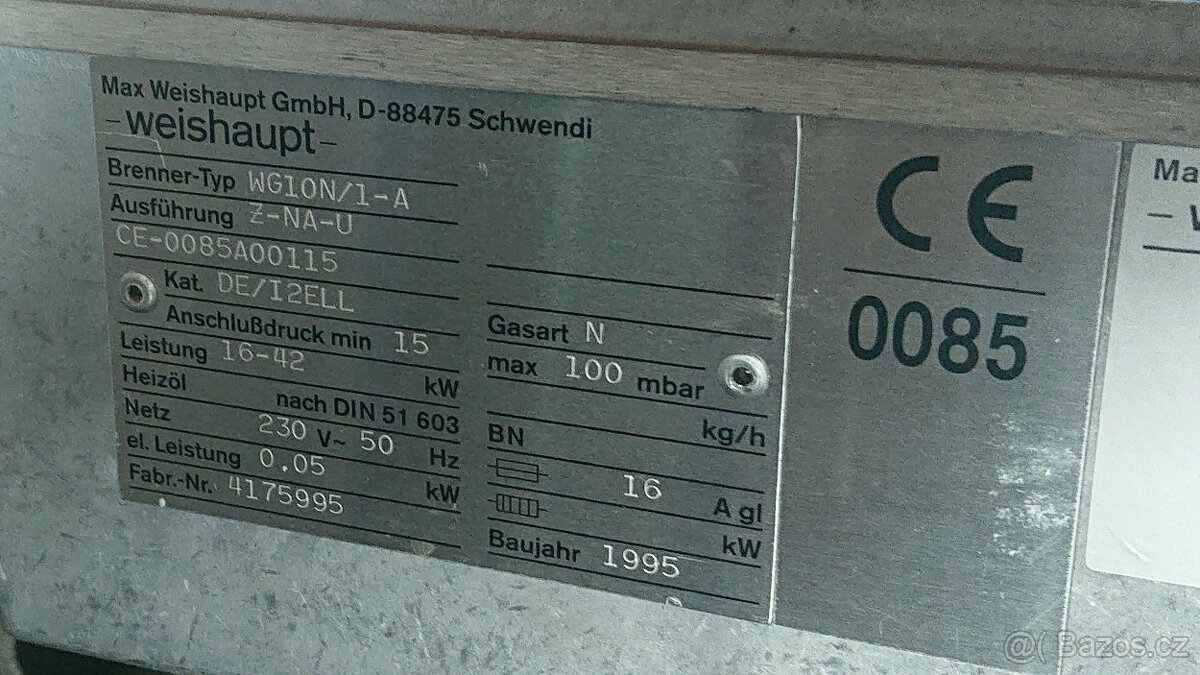 Max Weishaupt GmbH, D-88475 Schwendi
-weishaupt-
Brenner-Typ WG10N/1-A
Ausführung Z-NA-U
CE-0085A00115
Kat. DE/I2ELL
Gasart N
Anschlußdruck min 15 max 100 mbar
Leistung 16-42 kW kg/h
Heizöl nach DIN 51 603 BN
Netz 230 V~ 50 Hz 16 A gl
el. Leistung 0.05 kW kW
Fabr.-Nr. 4175995 Baujahr 1995
CE
0085
Ma
@( Bazos.cz